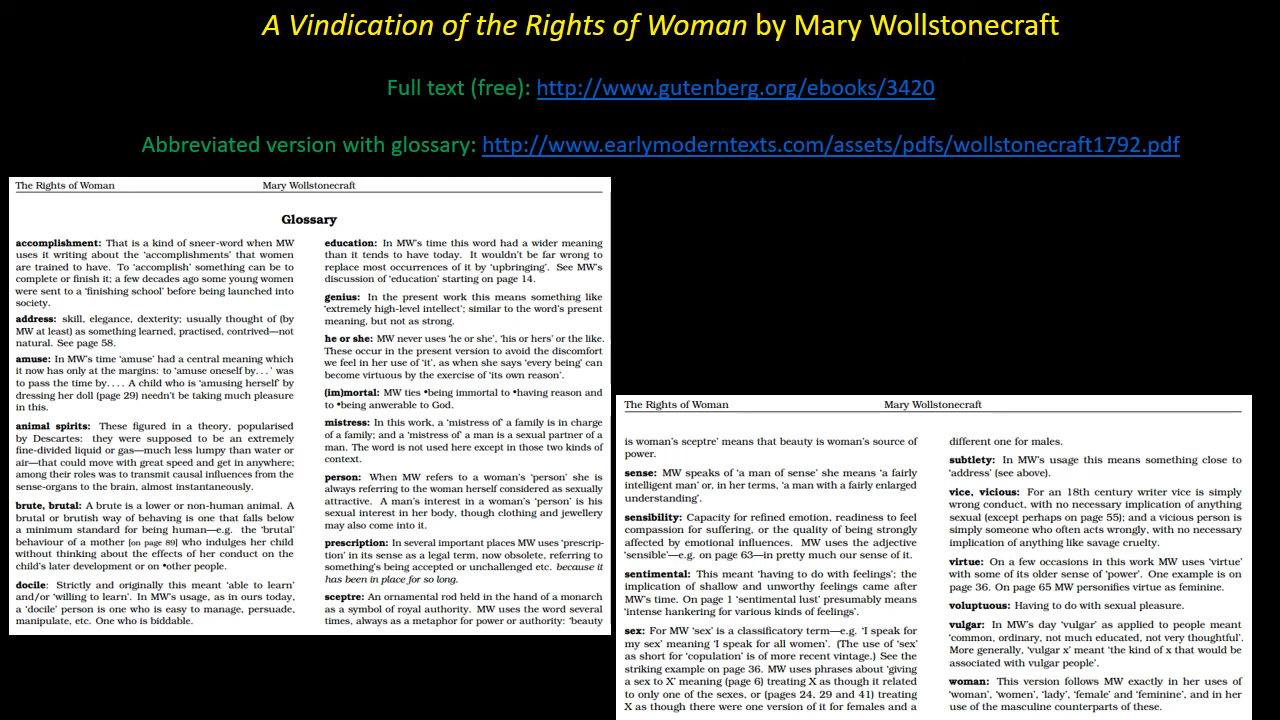 A Vindication of the Rights of Woman by Mary Wollstonecraft
Full text (free): http://www.gutenberg.org/ebooks/3420
Abbreviated version with glossary: http://www.earlymoderntexts.com/assets/pdfs/wollstonecraft1792.pdf
The Rights of Woman Mary Wollstonecraft
Glossary
accomplishment: That is a kind of sneer-word when MW
uses it writing about the ‘accomplishments’ that women
are trained to have. To ‘accomplish’ something can be to
complete or finish it; a few decades ago some young women
were sent to a ‘finishing school’ before being launched into
society.
address: skill, elegance, dexterity; usually thought of (by
MW at least) as something learned, practised, contrived—not
natural. See page 58.
amuse: In MW’s time ‘amuse’ had a central meaning which
it now has only at the margins: to ‘amuse oneself by. . . ’ was
to pass the time by. . . . A child who is ‘amusing herself’ by
dressing her doll (page 29) needn’t be taking much pleasure
in this.
animal spirits: These figured in a theory, popularised
by Descartes: they were supposed to be an extremely
fine-divided liquid or gas—much less lumpy than water or
air—that could move with great speed and get in anywhere;
among their roles was to transmit causal influences from the
sense-organs to the brain, almost instantaneously.
brute, brutal: A brute is a lower or non-human animal. A
brutal or brutish way of behaving is one that falls below
a minimum standard for being human—e.g. the ‘brutal’
behaviour of a mother [on page 89] who indulges her child
without thinking about the effects of her conduct on the
child’s later development or on •other people.
docile: Strictly and originally this meant ‘able to learn’
and/or ‘willing to learn’. In MW’s usage, as in ours today,
a ‘docile’ person is one who is easy to manage, persuade,
manipulate, etc. One who is biddable.
education: In MW’s time this word had a wider meaning
than it tends to have today. It wouldn’t be far wrong to
replace most occurrences of it by ‘upbringing’. See MW’s
discussion of ‘education’ starting on page 14.
genius: In the present work this means something like
‘extremely high-level intellect’; similar to the word’s present
meaning, but not as strong.
he or she: MW never uses ‘he or she’, ‘his or hers’ or the like.
These occur in the present version to avoid the discomfort
we feel in her use of ‘it’, as when she says ‘every being’ can
become virtuous by the exercise of ‘its own reason’.
(im)mortal: MW ties •being immortal to •having reason and
to •being anwerable to God.
mistress: In this work, a ‘mistress of’ a family is in charge
of a family; and a ‘mistress of’ a man is a sexual partner of a
man. The word is not used here except in those two kinds of
context.
person: When MW refers to a woman’s ‘person’ she is
always referring to the woman herself considered as sexually
attractive. A man’s interest in a woman’s ‘person’ is his
sexual interest in her body, though clothing and jewellery
may also come into it.
prescription: In several important places MW uses ‘prescrip-
tion’ in its sense as a legal term, now obsolete, referring to
something’s being accepted or unchallenged etc. because it
has been in place for so long.
sceptre: An ornamental rod held in the hand of a monarch
as a symbol of royal authority. MW uses the word several
times, always as a metaphor for power or authority: ‘beauty
The Rights of Woman Mary Wollstonecraft
is woman’s sceptre’ means that beauty is woman’s source of
power.
sense: MW speaks of ‘a man of sense’ she means ‘a fairly
intelligent man’ or, in her terms, ‘a man with a fairly enlarged
understanding’.
sensibility: Capacity for refined emotion, readiness to feel
compassion for suffering, or the quality of being strongly
affected by emotional influences. MW uses the adjective
‘sensible’—e.g. on page 63—in pretty much our sense of it.
sentimental: This meant ‘having to do with feelings’; the
implication of shallow and unworthy feelings came after
MW’s time. On page 1 ‘sentimental lust’ presumably means
‘intense hankering for various kinds of feelings’.
sex: For MW ‘sex’ is a classificatory term—e.g. ‘I speak for
my sex’ meaning ‘I speak for all women’. (The use of ‘sex’
as short for ‘copulation’ is of more recent vintage.) See the
striking example on page 36. MW uses phrases about ‘giving
a sex to X’ meaning (page 6) treating X as though it related
to only one of the sexes, or (pages 24, 29 and 41) treating
X as though there were one version of it for females and a
different one for males.
subtlety: In MW’s usage this means something close to
‘address’ (see above).
vice, vicious: For an 18th century writer vice is simply
wrong conduct, with no necessary implication of anything
sexual (except perhaps on page 55); and a vicious person is
simply someone who often acts wrongly, with no necessary
implication of anything like savage cruelty.
virtue: On a few occasions in this work MW uses ‘virtue’
with some of its older sense of ‘power’. One example is on
page 36. On page 65 MW personifies virtue as feminine.
voluptuous: Having to do with sexual pleasure.
vulgar: In MW’s day ‘vulgar’ as applied to people meant
‘common, ordinary, not much educated, not very thoughtful’.
More generally, ‘vulgar x’ meant ‘the kind of x that would be
associated with vulgar people’.
woman: This version follows MW exactly in her uses of
‘woman’, ‘women’, ‘lady’, ‘female’ and ‘feminine’, and in her
use of the masculine counterparts of these.